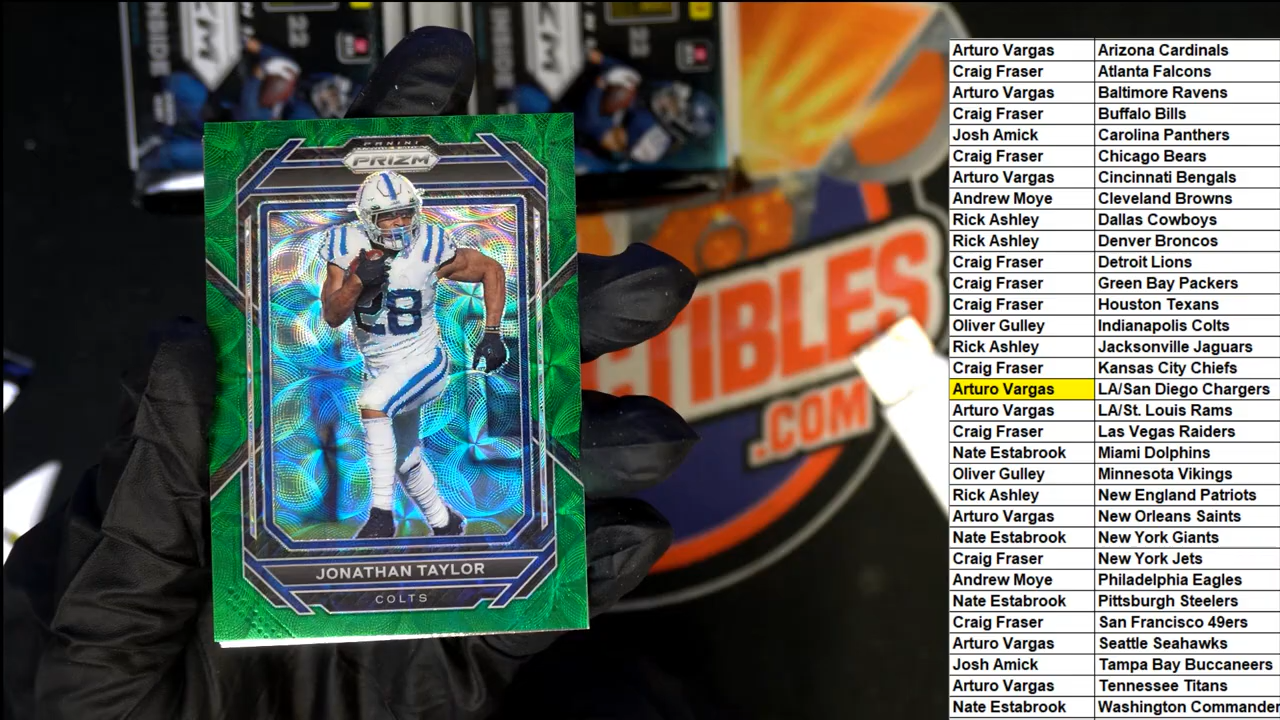 PANINI
PRIZM
28
JONATHAN TAYLOR
COLTS
TIBLES
.COM
Arturo Vargas Arizona Cardinals
Craig Fraser Atlanta Falcons
Arturo Vargas Baltimore Ravens
Craig Fraser Buffalo Bills
Josh Amick Carolina Panthers
Craig Fraser Chicago Bears
Arturo Vargas Cincinnati Bengals
Andrew Moye Cleveland Browns
Rick Ashley Dallas Cowboys
Rick Ashley Denver Broncos
Craig Fraser Detroit Lions
Craig Fraser Green Bay Packers
Craig Fraser Houston Texans
Oliver Gulley Indianapolis Colts
Rick Ashley Jacksonville Jaguars
Craig Fraser Kansas City Chiefs
Arturo Vargas LA/San Diego Chargers
Arturo Vargas LA/St. Louis Rams
Craig Fraser Las Vegas Raiders
Nate Estabrook Miami Dolphins
Oliver Gulley Minnesota Vikings
Rick Ashley New England Patriots
Arturo Vargas New Orleans Saints
Nate Estabrook New York Giants
Craig Fraser New York Jets
Andrew Moye Philadelphia Eagles
Nate Estabrook Pittsburgh Steelers
Craig Fraser San Francisco 49ers
Arturo Vargas Seattle Seahawks
Josh Amick Tampa Bay Buccaneers
Arturo Vargas Tennessee Titans
Nate Estabrook Washington Commander